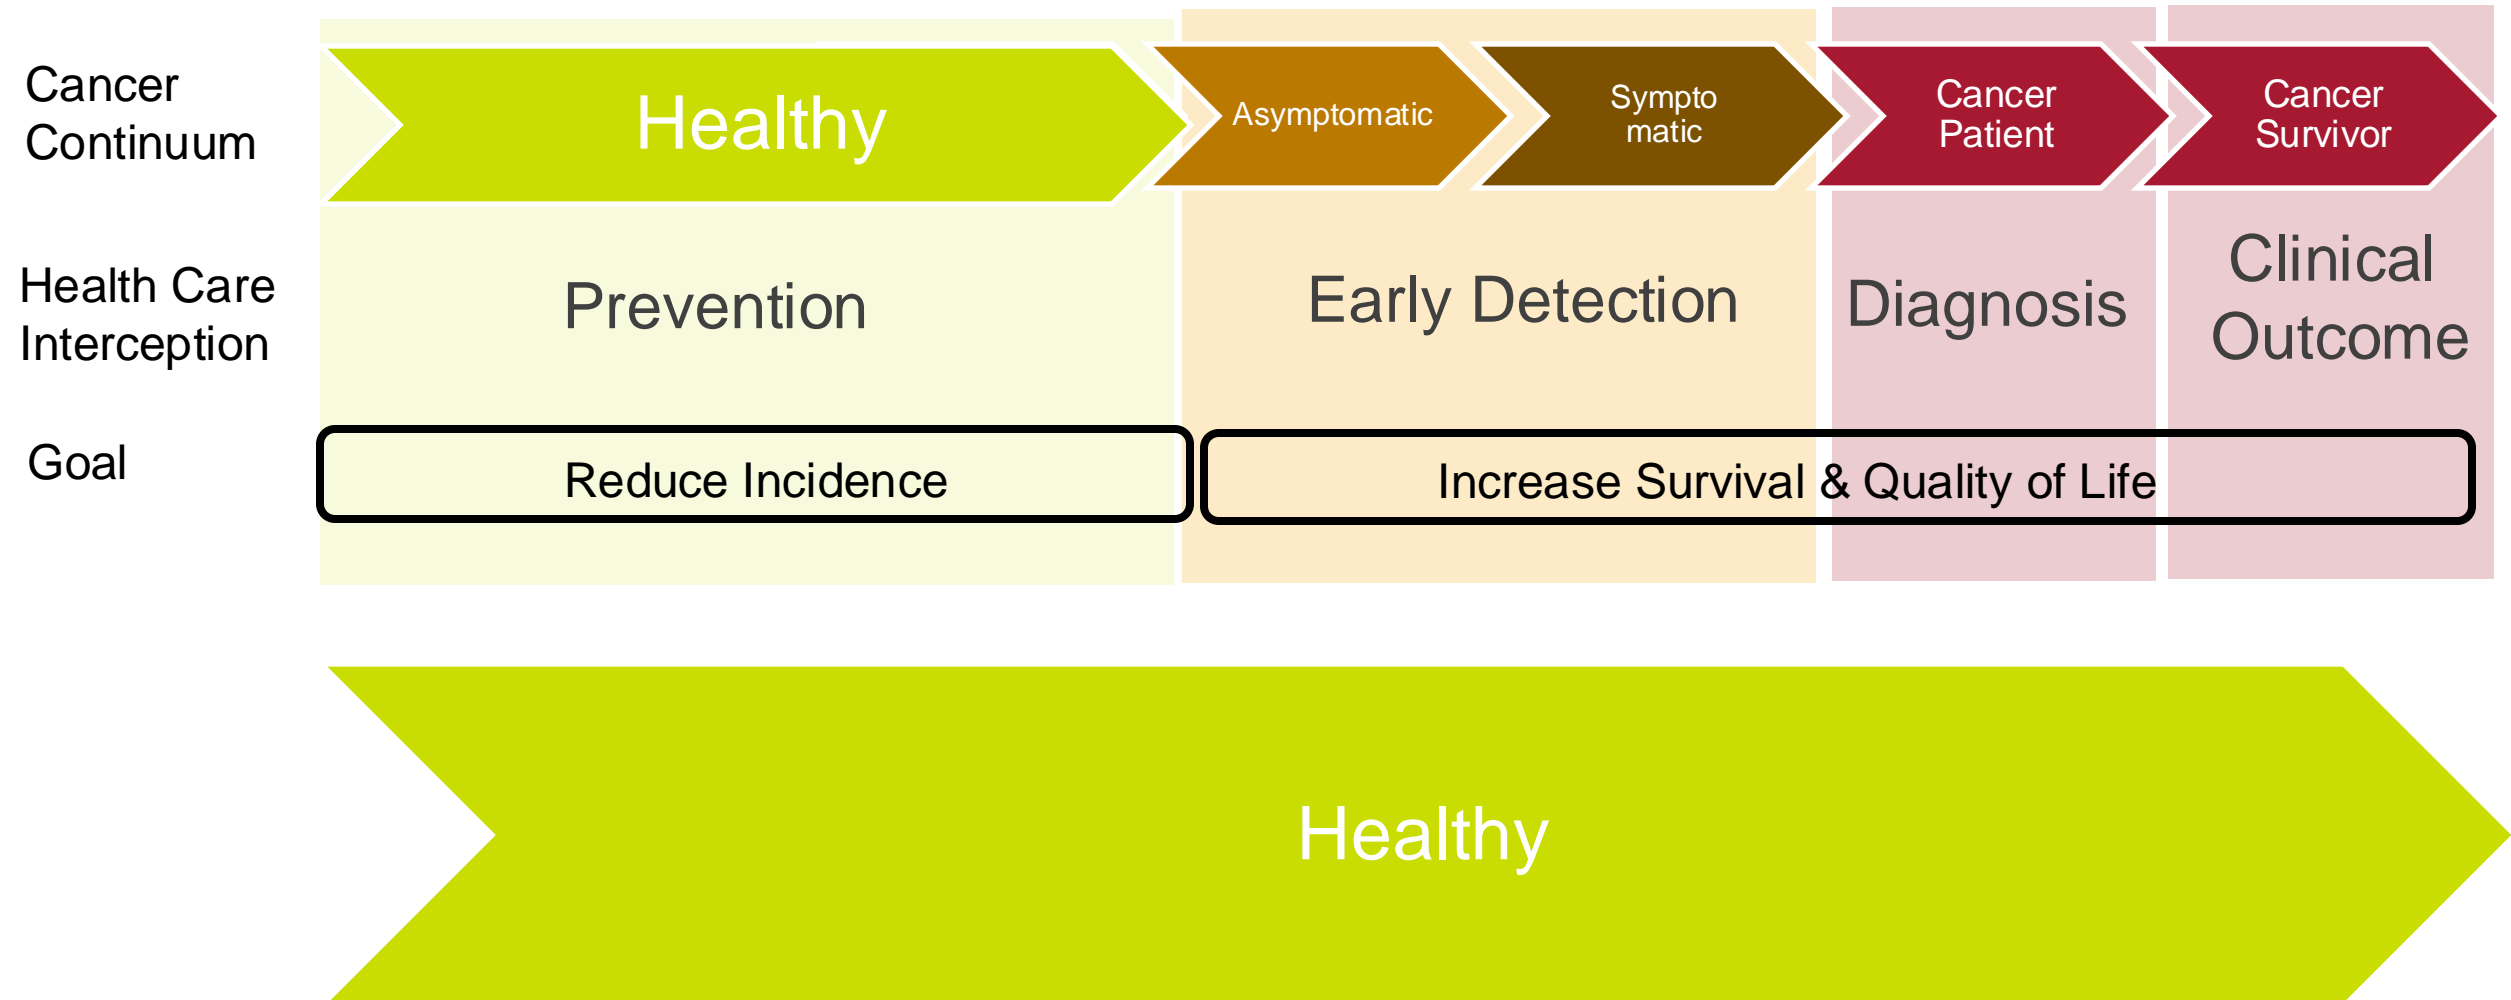 Cancer
Continuum
Healthy
Asymptomatic
Sympto
matic
Cancer
Patient
Cancer
Survivor
Health Care
Interception
Prevention
Early Detection
Diagnosis
Clinical
Outcome
Goal
Reduce Incidence
Increase Survival & Quality of Life
Healthy